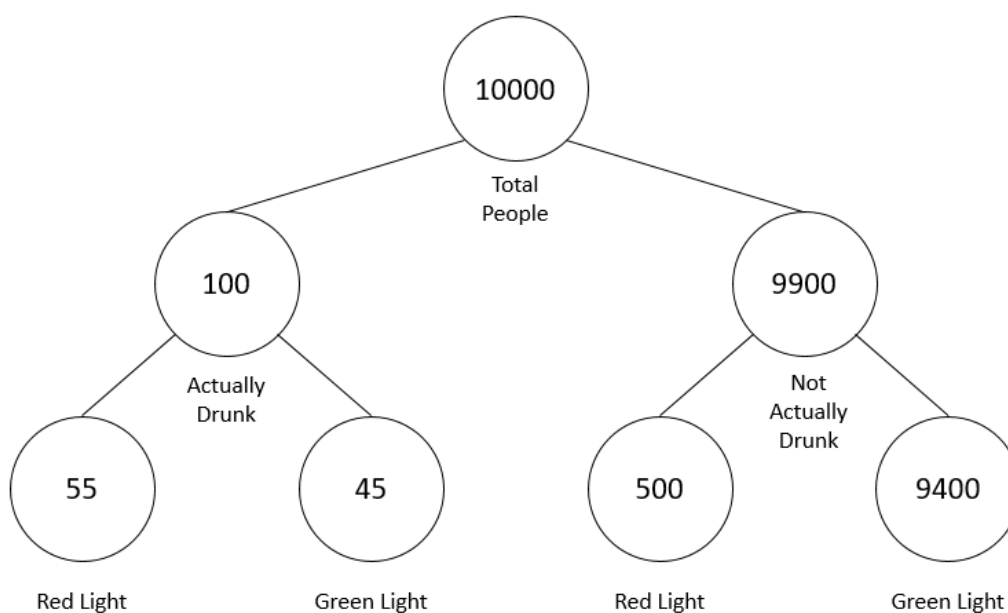 10000
Total
People
100
9900
Actually
Drunk
Not
Actually
Drunk
55
45
500
9400
Red Light
Green Light
Red Light
Green Light